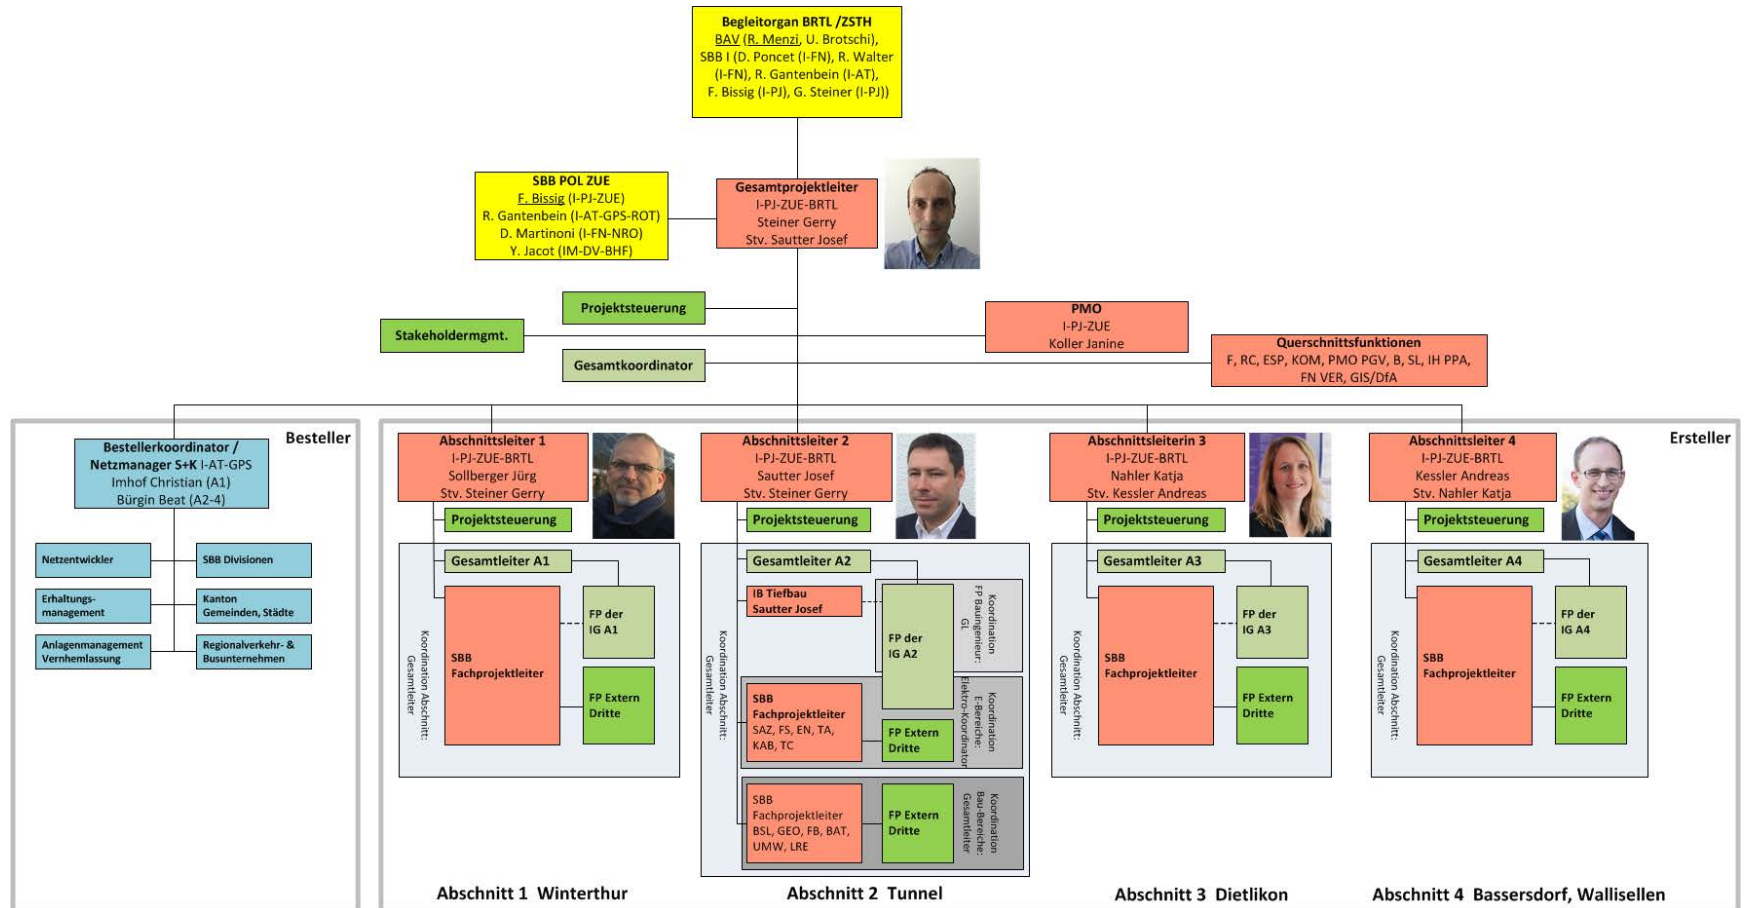 Begleitorgan BRTL /ZSTH
BAV (R. Menzi, U. Brotschi),
SBB I (D. Poncet (I-FN), R. Walter
(I-FN), R. Gantenbein (I-AT),
F. Bissig (I-PJ), G. Steiner (I-PJ))
SBB POL ZUE
F. Bissig (I-PJ-ZUE)
R. Gantenbein (I-AT-GPS-ROT)
D. Martinoni (I-FN-NRO)
Y. Jacot (IM-DV-BHF)
Gesamtprojektleiter
I-PJ-ZUE-BRTL
Steiner Gerry
Stv. Sautter Josef
Projektsteuerung
Stakeholdermgmt.
PMO
I-PJ-ZUE
Koller Janine
Gesamtkoordinator
Querschnittsfunktionen
F, RC, ESP, KOM, PMO PGV, B, SL, IH PPA,
FN VER, GIS/DfA
Besteller
Bestellerkoordinator /
Netzmanager S+K I-AT-GPS
Imhof Christian (A1)
Bürgin Beat (A2-4)
Netzentwickler
SBB Divisionen
Erhaltungs-
management
Kanton
Gemeinden, Städte
Anlagenmanagement
Vernhemlassung
Regionalverkehr- &
Busunternehmen
Ersteller
Abschnittsleiter 1
I-PJ-ZUE-BRTL
Sollberger Jürg
Stv. Steiner Gerry
Projektsteuerung
Gesamtleiter A1
Koordination Abschnitt:
Gesamtleiter
SBB
Fachprojektleiter
FP der
IG A1
FP Extern
Dritte
Abschnitt 1 Winterthur
Abschnittsleiter 2
I-PJ-ZUE-BRTL
Sautter Josef
Stv. Steiner Gerry
Projektsteuerung
Gesamtleiter A2
Koordination Abschnitt:
Gesamtleiter
IB Tiefbau
Sautter Josef
FP der
IG A2
Koordination
FP Bauingenieur:
GL
SBB
Fachprojektleiter
SAZ, FS, EN, TA,
KAB, TC
FP Extern
Dritte
Koordination
E-Bereiche:
Elektro-Koordinator
SBB
Fachprojektleiter
BSL, GEO, FB, BAT,
UMW, LRE
FP Extern
Dritte
Koordination
Bau-Bereiche:
Gesamtleiter
Abschnitt 2 Tunnel
Abschnittsleiterin 3
I-PJ-ZUE-BRTL
Nahler Katja
Stv. Kessler Andreas
Projektsteuerung
Gesamtleiter A3
Koordination Abschnitt:
Gesamtleiter
SBB
Fachprojektleiter
FP der
IG A3
FP Extern
Dritte
Abschnitt 3 Dietlikon
Abschnittsleiter 4
I-PJ-ZUE-BRTL
Kessler Andreas
Stv. Nahler Katja
Projektsteuerung
Gesamtleiter A4
Koordination Abschnitt:
Gesamtleiter
SBB
Fachprojektleiter
FP der
IG A4
FP Extern
Dritte
Abschnitt 4 Bassersdorf, Wallisellen